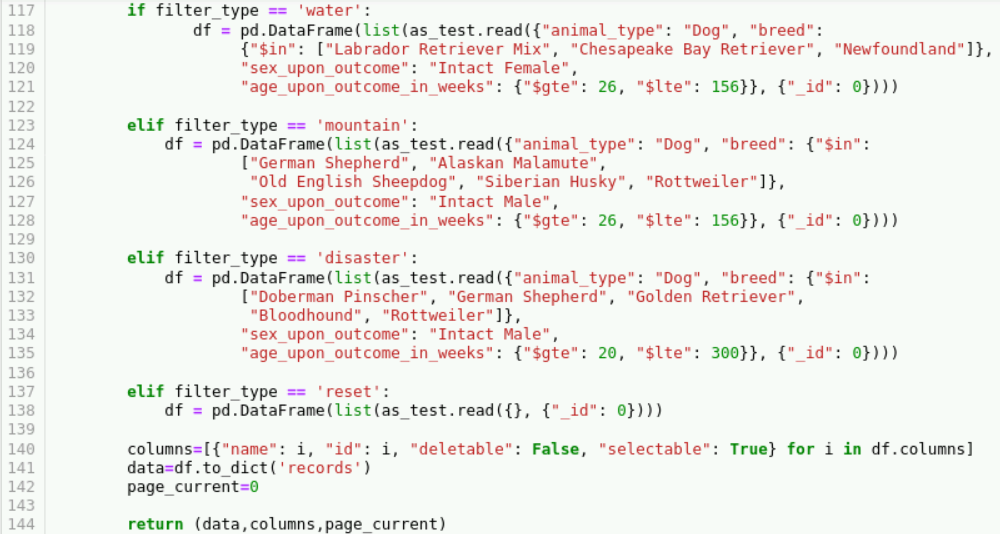 117         if filter_type == 'water':
118                df = pd.DataFrame(list(as_test.read({"animal_type": "Dog", "breed":
119                     {"$in": ["Labrador Retriever Mix", "Chesapeake Bay Retriever", "Newfoundland"]},
120                     "sex_upon_outcome": "Intact Female",
121                     "age_upon_outcome_in_weeks": {"$gte": 26, "$lte": 156}}, {"_id": 0})))
122
123         elif filter_type == 'mountain':
124             df = pd.DataFrame(list(as_test.read({"animal_type": "Dog", "breed": {"$in":
125                     ["German Shepherd", "Alaskan Malamute",
126                      "Old English Sheepdog", "Siberian Husky", "Rottweiler"]},
127                     "sex_upon_outcome": "Intact Male",
128                     "age_upon_outcome_in_weeks": {"$gte": 26, "$lte": 156}}, {"_id": 0})))
129
130         elif filter_type == 'disaster':
131             df = pd.DataFrame(list(as_test.read({"animal_type": "Dog", "breed": {"$in":
132                     ["Doberman Pinscher", "German Shepherd", "Golden Retriever",
133                      "Bloodhound", "Rottweiler"]},
134                     "sex_upon_outcome": "Intact Male",
135                     "age_upon_outcome_in_weeks": {"$gte": 20, "$lte": 300}}, {"_id": 0})))
136
137         elif filter_type == 'reset':
138             df = pd.DataFrame(list(as_test.read({}, {"_id": 0})))
139
140         columns=[{"name": i, "id": i, "deletable": False, "selectable": True} for i in df.columns]
141         data=df.to_dict('records')
142         page_current=0
143
144         return (data,columns,page_current)